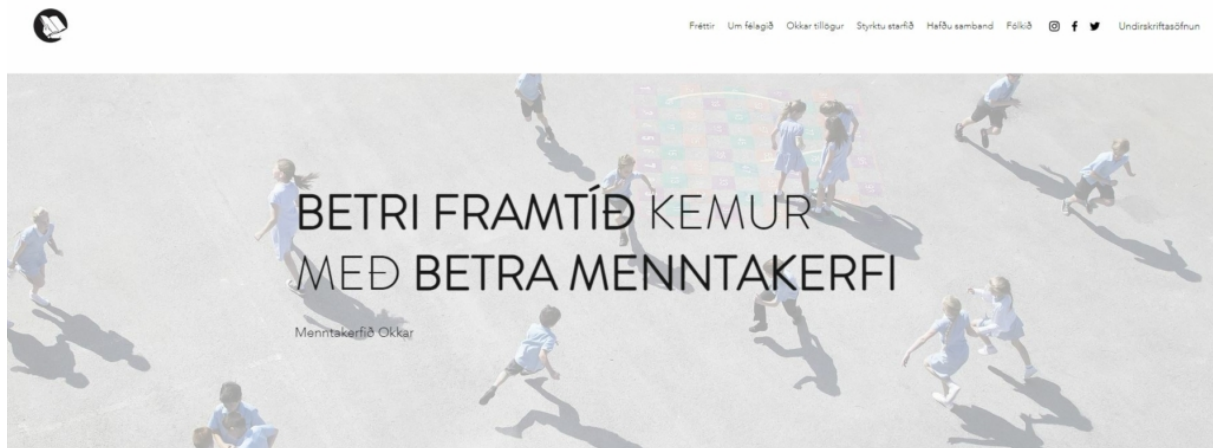 Fréttir Um félagið Okkar tillögur Styrktu starfið Hafðu samband Fólkið Undirskriftasöfnun
BETRI FRAMTÍÐ KEMUR
MEÐ BETRA MENNTAKERFI
Menntakerfið Okkar